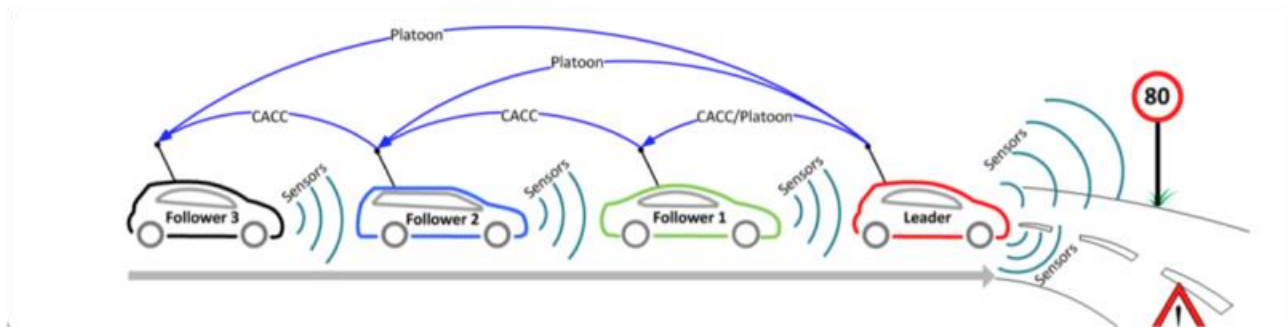 Platoon
Platoon
CACC
CACC
CACC/Platoon
80
Sensors
Sensors
Sensors
Sensors
Follower 3
Follower 2
Follower 1
Leader
Sensors
!